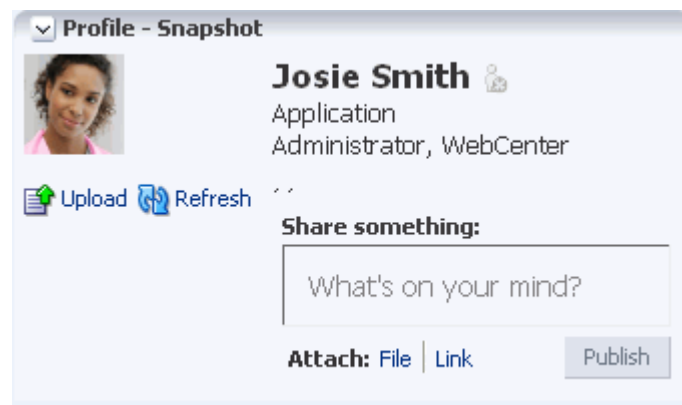 Profile - Snapshot
Josie Smith
Application
Administrator, WebCenter
Upload Refresh
, ,
Share something:
What's on your mind?
Attach: File | Link
Publish